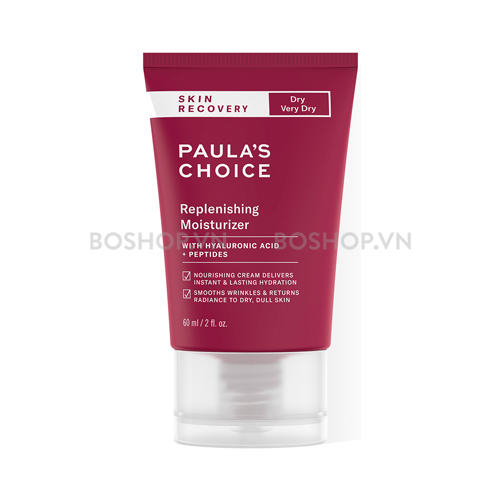 SKIN
RECOVERY
Dry
Very Dry
PAULA'S
CHOICE
Replenishing
Moisturizer
BOSHOP.VN BOSHOP.VN
WITH HYALURONIC ACID
+ PEPTIDES
NOURISHING CREAM DELIVERS
INSTANT & LASTING HYDRATION
SMOOTHS WRINKLES & RETURNS
RADIANCE TO DRY, DULL SKIN
60 ml / 2 fl. oz.